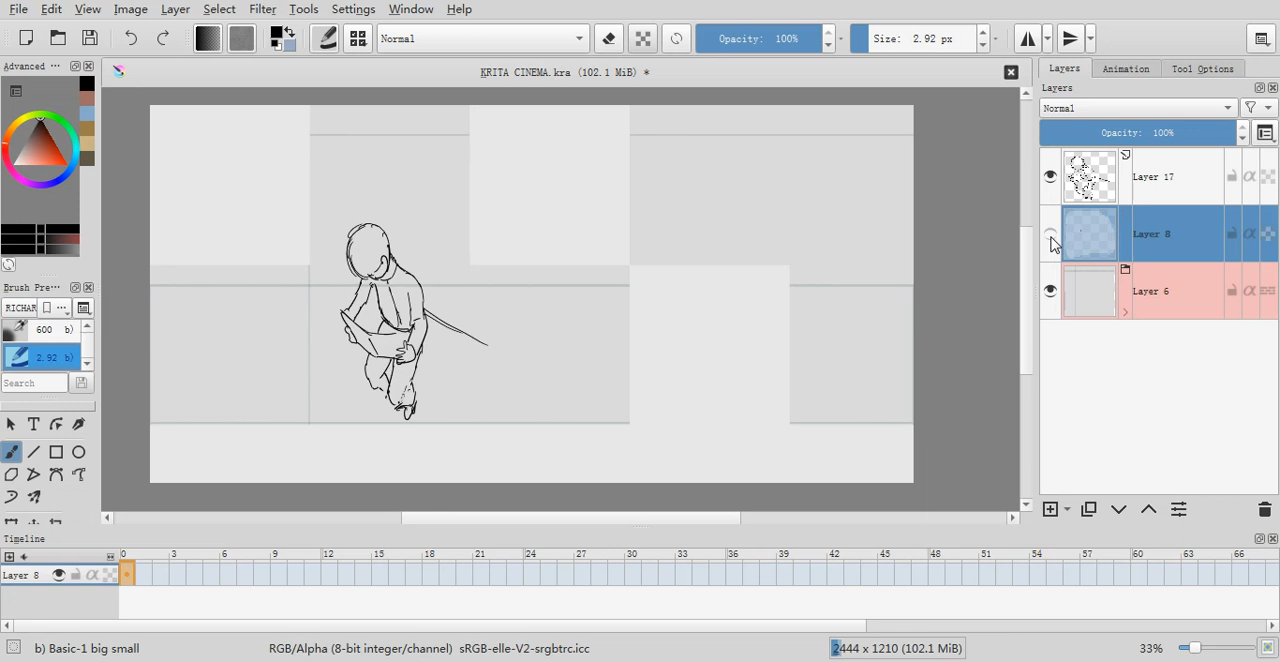 File Edit View Image Layer Select Filter Tools Settings Window Help
Normal Opacity: 100% Size: 2.92 px
Advanced ··· KRITA CINEMA.kra (102.1 MiB) * Layers Animation Tool Options
Layers
Normal
Opacity: 100%
Layer 17
Layer 8
Layer 6
Brush Pre···
RICHAR ···
600 b)
2.92 b)
Search
T
Timeline
0 3 6 9 12 15 18 21 24 27 30 33 36 39 42 45 48 51 54 57 60 63 66
Layer 8
b) Basic-1 big small RGB/Alpha (8-bit integer/channel) sRGB-elle-V2-srgbtrc.icc 2444 x 1210 (102.1 MiB) 33%